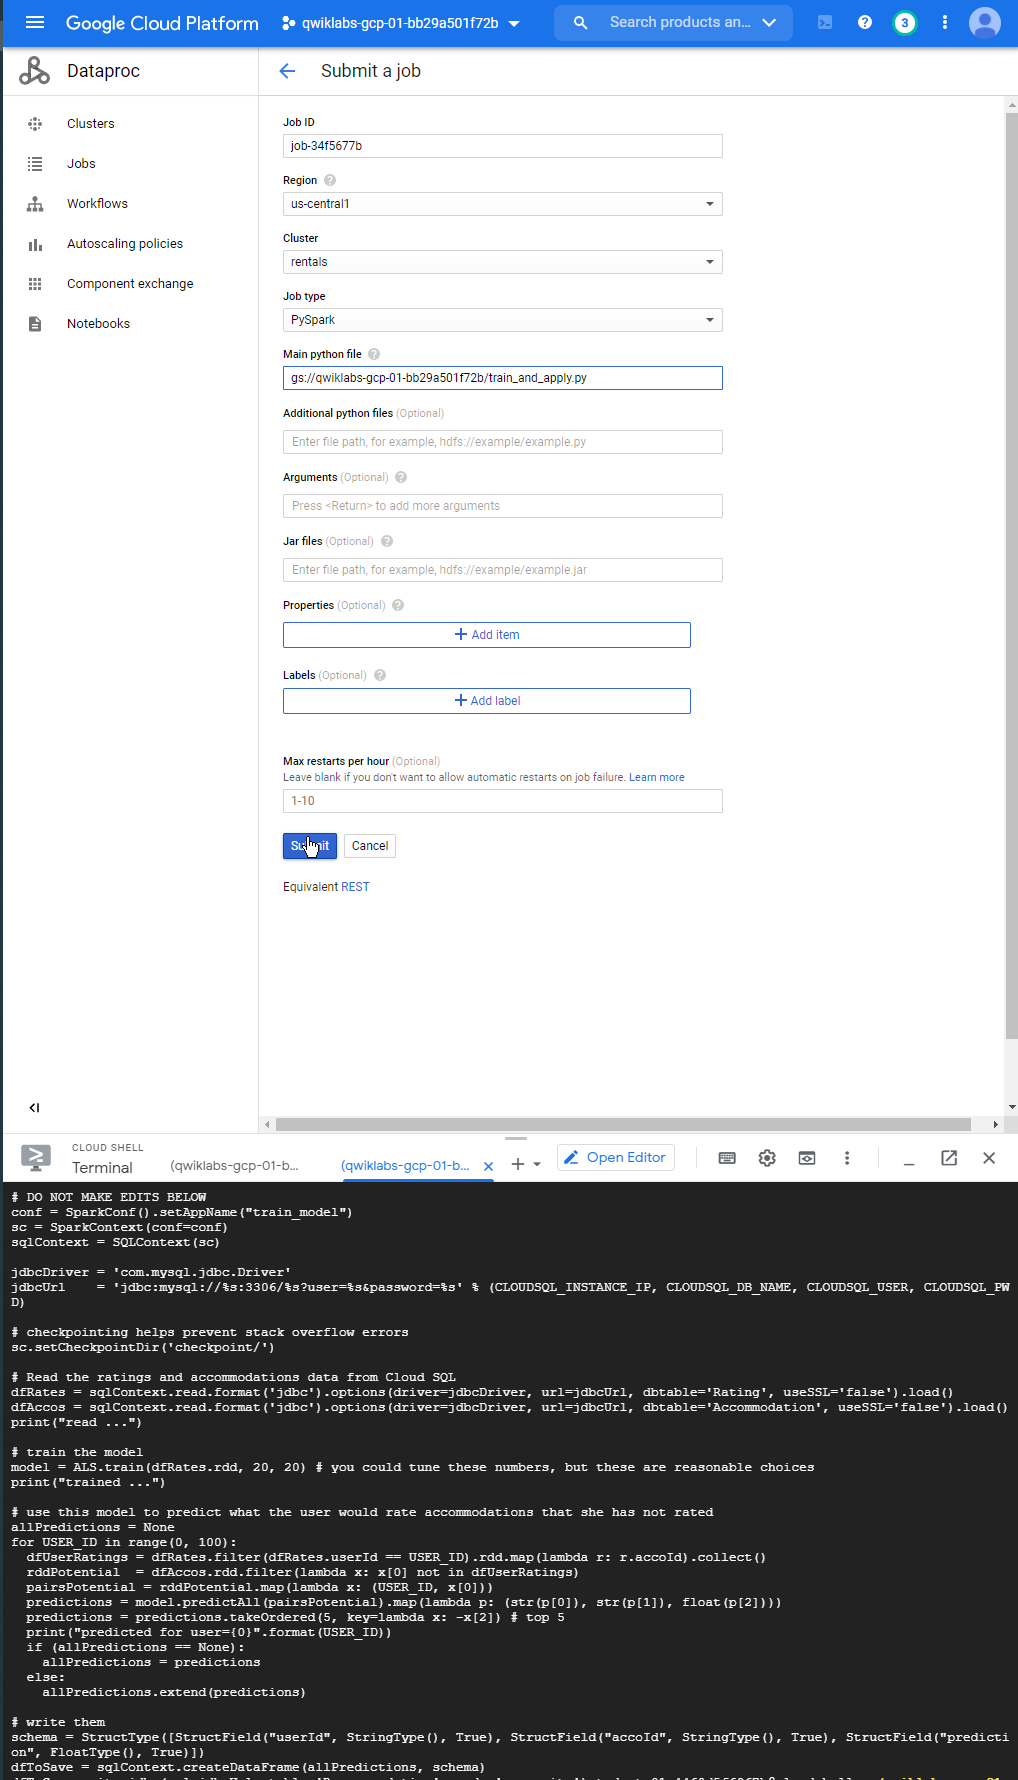 Google Cloud Platform
qwiklabs-gcp-01-bb29a501f72b
Search products an...
3
Dataproc
Submit a job
Clusters
Jobs
Workflows
Autoscaling policies
Component exchange
Notebooks
Job ID
job-34f5677b
Region
us-central1
Cluster
rentals
Job type
PySpark
Main python file
gs://qwiklabs-gcp-01-bb29a501f72b/train_and_apply.py
Additional python files (Optional)
Enter file path, for example, hdfs://example/example.py
Arguments (Optional)
Press <Return> to add more arguments
Jar files (Optional)
Enter file path, for example, hdfs://example/example.jar
Properties (Optional)
Add item
Labels (Optional)
Add label
Max restarts per hour (Optional)
Leave blank if you don't want to allow automatic restarts on job failure. Learn more
1-10
Submit
Cancel
Equivalent REST
CLOUD SHELL
Terminal
(qwiklabs-gcp-01-b...
(qwiklabs-gcp-01-b...
Open Editor
# DO NOT MAKE EDITS BELOW
conf = SparkConf().setAppName("train_model")
sc = SparkContext(conf=conf)
sqlContext = SQLContext(sc)
jdbcDriver = 'com.mysql.jdbc.Driver'
jdbcUrl    = 'jdbc:mysql://%s:3306/%s?user=%s&password=%s' % (CLOUDSQL_INSTANCE_IP, CLOUDSQL_DB_NAME, CLOUDSQL_USER, CLOUDSQL_PW
D)
# checkpointing helps prevent stack overflow errors
sc.setCheckpointDir('checkpoint/')
# Read the ratings and accommodations data from Cloud SQL
dfRates = sqlContext.read.format('jdbc').options(driver=jdbcDriver, url=jdbcUrl, dbtable='Rating', useSSL='false').load()
dfAccos = sqlContext.read.format('jdbc').options(driver=jdbcDriver, url=jdbcUrl, dbtable='Accommodation', useSSL='false').load()
print("read ...")
# train the model
model = ALS.train(dfRates.rdd, 20, 20) # you could tune these numbers, but these are reasonable choices
print("trained ...")
# use this model to predict what the user would rate accommodations that she has not rated
allPredictions = None
for USER_ID in range(0, 100):
  dfUserRatings = dfRates.filter(dfRates.userId == USER_ID).rdd.map(lambda r: r.accoId).collect()
  rddPotential  = dfAccos.rdd.filter(lambda x: x[0] not in dfUserRatings)
  pairsPotential = rddPotential.map(lambda x: (USER_ID, x[0]))
  predictions = model.predictAll(pairsPotential).map(lambda p: (str(p[0]), str(p[1]), float(p[2])))
  predictions = predictions.takeOrdered(5, key=lambda x: -x[2]) # top 5
  print("predicted for user={0}".format(USER_ID))
  if (allPredictions == None):
    allPredictions = predictions
  else:
    allPredictions.extend(predictions)
# write them
schema = StructType([StructField("userId", StringType(), True), StructField("accoId", StringType(), True), StructField("predicti
on", FloatType(), True)])
dfToSave = sqlContext.createDataFrame(allPredictions, schema)